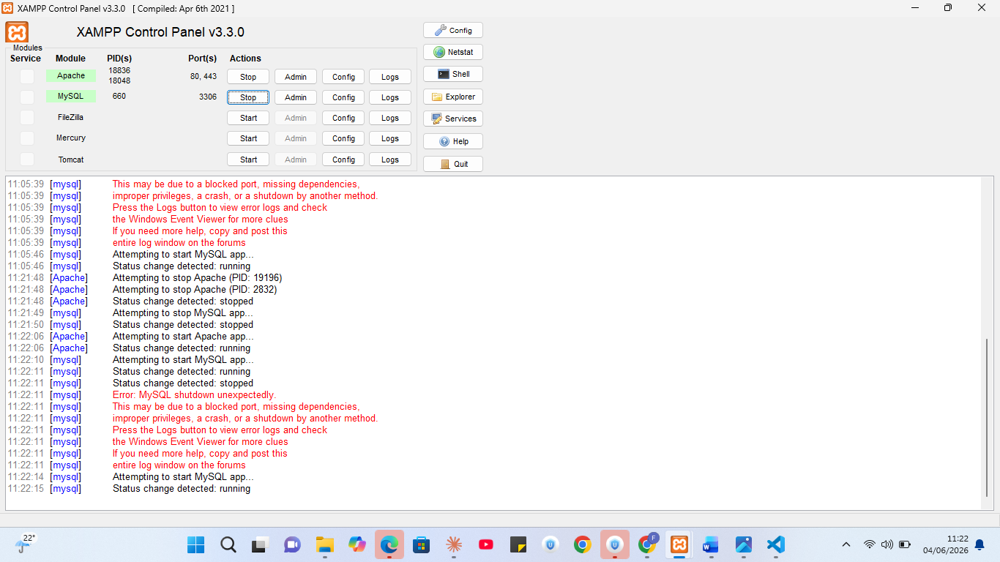 XAMPP Control Panel v3.3.0 [ Compiled: Apr 6th 2021 ]
XAMPP Control Panel v3.3.0
Modules
Service Module PID(s) Port(s) Actions
Apache 18836 18048 80, 443 Stop Admin Config Logs
MySQL 660 3306 Stop Admin Config Logs
FileZilla Start Admin Config Logs
Mercury Start Admin Config Logs
Tomcat Start Admin Config Logs
Config
Netstat
Shell
Explorer
Services
Help
Quit
11:05:39 [mysql] This may be due to a blocked port, missing dependencies,
11:05:39 [mysql] improper privileges, a crash, or a shutdown by another method.
11:05:39 [mysql] Press the Logs button to view error logs and check
11:05:39 [mysql] the Windows Event Viewer for more clues
11:05:39 [mysql] If you need more help, copy and post this
11:05:39 [mysql] entire log window on the forums
11:05:46 [mysql] Attempting to start MySQL app...
11:05:46 [mysql] Status change detected: running
11:21:48 [Apache] Attempting to stop Apache (PID: 19196)
11:21:48 [Apache] Attempting to stop Apache (PID: 2832)
11:21:48 [Apache] Status change detected: stopped
11:21:49 [mysql] Attempting to stop MySQL app...
11:21:50 [mysql] Status change detected: stopped
11:22:06 [Apache] Attempting to start Apache app...
11:22:06 [Apache] Status change detected: running
11:22:10 [mysql] Attempting to start MySQL app...
11:22:11 [mysql] Status change detected: running
11:22:11 [mysql] Status change detected: stopped
11:22:11 [mysql] Error: MySQL shutdown unexpectedly.
11:22:11 [mysql] This may be due to a blocked port, missing dependencies,
11:22:11 [mysql] improper privileges, a crash, or a shutdown by another method.
11:22:11 [mysql] Press the Logs button to view error logs and check
11:22:11 [mysql] the Windows Event Viewer for more clues
11:22:11 [mysql] If you need more help, copy and post this
11:22:11 [mysql] entire log window on the forums
11:22:14 [mysql] Attempting to start MySQL app...
11:22:15 [mysql] Status change detected: running
22°
F
11:22
04/06/2026